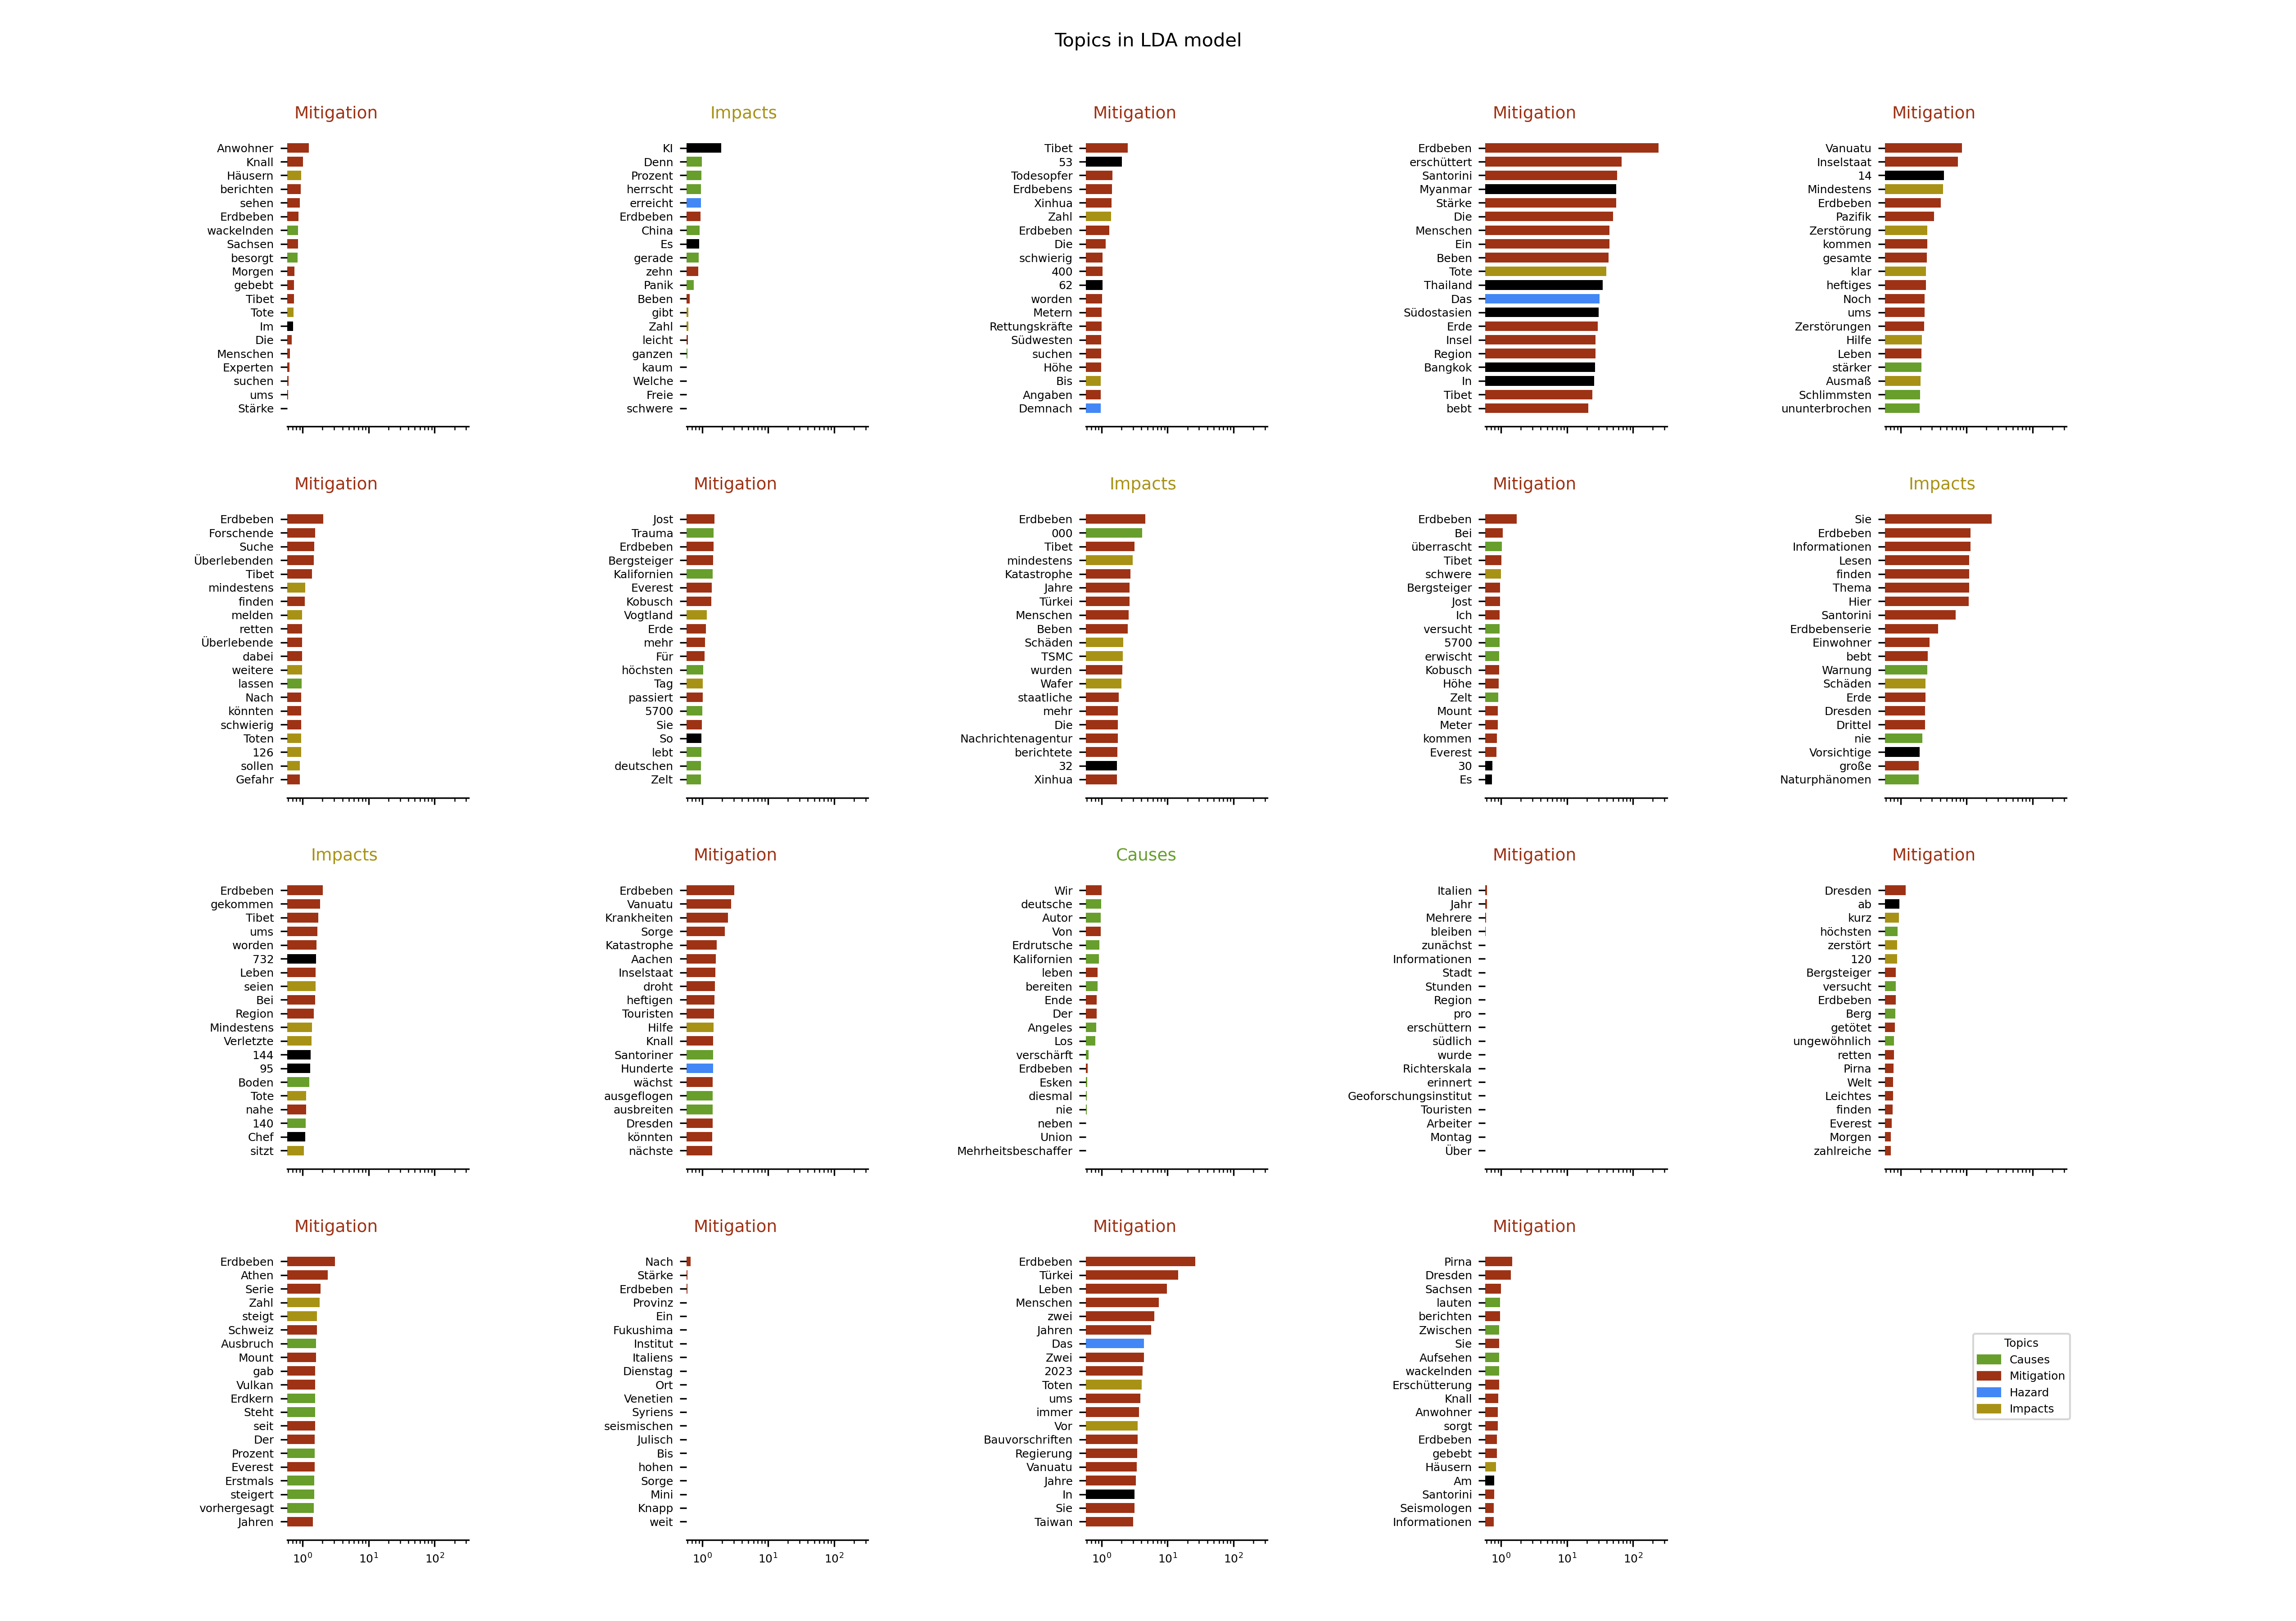 Topics in LDA model
Mitigation
Anwohner
Knall
Häusern
berichten
sehen
Erdbeben
wackelnden
Sachsen
besorgt
Morgen
gebebt
Tibet
Tote
Im
Die
Menschen
Experten
suchen
ums
Stärke
Impacts
KI
Denn
Prozent
herrscht
erreicht
Erdbeben
China
Es
gerade
zehn
Panik
Beben
gibt
Zahl
leicht
ganzen
kaum
Welche
Freie
schwere
Mitigation
Tibet
53
Todesopfer
Erdbebens
Xinhua
Zahl
Erdbeben
Die
schwierig
400
62
worden
Metern
Rettungskräfte
Südwesten
suchen
Höhe
Bis
Angaben
Demnach
Mitigation
Erdbeben
erschüttert
Santorini
Myanmar
Stärke
Die
Menschen
Ein
Beben
Tote
Thailand
Das
Südostasien
Erde
Insel
Region
Bangkok
In
Tibet
bebt
Mitigation
Vanuatu
Inselstaat
14
Mindestens
Erdbeben
Pazifik
Zerstörung
kommen
gesamte
klar
heftiges
Noch
ums
Zerstörungen
Hilfe
Leben
stärker
Ausmaß
Schlimmsten
ununterbrochen
Mitigation
Erdbeben
Forschende
Suche
Überlebenden
Tibet
mindestens
finden
melden
retten
Überlebende
dabei
weitere
lassen
Nach
könnten
schwierig
Toten
126
sollen
Gefahr
Mitigation
Jost
Trauma
Erdbeben
Bergsteiger
Kalifornien
Everest
Kobusch
Vogtland
Erde
mehr
Für
höchsten
Tag
passiert
5700
Sie
So
lebt
deutschen
Zelt
Impacts
Erdbeben
000
Tibet
mindestens
Katastrophe
Jahre
Türkei
Menschen
Beben
Schäden
TSMC
wurden
Wafer
staatliche
mehr
Die
Nachrichtenagentur
berichtete
32
Xinhua
Mitigation
Erdbeben
Bei
überrascht
Tibet
schwere
Bergsteiger
Jost
Ich
versucht
5700
erwischt
Kobusch
Höhe
Zelt
Mount
Meter
kommen
Everest
30
Es
Impacts
Sie
Erdbeben
Informationen
Lesen
finden
Thema
Hier
Santorini
Erdbebenserie
Einwohner
bebt
Warnung
Schäden
Erde
Dresden
Drittel
nie
Vorsichtige
große
Naturphänomen
Impacts
Erdbeben
gekommen
Tibet
ums
worden
732
Leben
seien
Bei
Region
Mindestens
Verletzte
144
95
Boden
Tote
nahe
140
Chef
sitzt
Mitigation
Erdbeben
Vanuatu
Krankheiten
Sorge
Katastrophe
Aachen
Inselstaat
droht
heftigen
Touristen
Hilfe
Knall
Santoriner
Hunderte
wächst
ausgeflogen
ausbreiten
Dresden
könnten
nächste
Causes
Wir
deutsche
Autor
Von
Erdrutsche
Kalifornien
leben
bereiten
Ende
Der
Angeles
Los
verschärft
Erdbeben
Esken
diesmal
nie
neben
Union
Mehrheitsbeschaffer
Mitigation
Italien
Jahr
Mehrere
bleiben
zunächst
Informationen
Stadt
Stunden
Region
pro
erschüttern
südlich
wurde
Richterskala
erinnert
Geoforschungsinstitut
Touristen
Arbeiter
Montag
Über
Mitigation
Dresden
ab
kurz
höchsten
zerstört
120
Bergsteiger
versucht
Erdbeben
Berg
getötet
ungewöhnlich
retten
Pirna
Welt
Leichtes
finden
Everest
Morgen
zahlreiche
Mitigation
Erdbeben
Athen
Serie
Zahl
steigt
Schweiz
Ausbruch
Mount
gab
Vulkan
Erdkern
Steht
seit
Der
Prozent
Everest
Erstmals
steigert
vorhergesagt
Jahren
10⁰ 10¹ 10²
Mitigation
Nach
Stärke
Erdbeben
Provinz
Ein
Fukushima
Institut
Italiens
Dienstag
Ort
Venetien
Syriens
seismischen
Julisch
Bis
hohen
Sorge
Mini
Knapp
weit
10⁰ 10¹ 10²
Mitigation
Erdbeben
Türkei
Leben
Menschen
zwei
Jahren
Das
Zwei
2023
Toten
ums
immer
Vor
Bauvorschriften
Regierung
Vanuatu
Jahre
In
Sie
Taiwan
10⁰ 10¹ 10²
Mitigation
Pirna
Dresden
Sachsen
lauten
berichten
Zwischen
Sie
Aufsehen
wackelnden
Erschütterung
Knall
Anwohner
sorgt
Erdbeben
gebebt
Häusern
Am
Santorini
Seismologen
Informationen
10⁰ 10¹ 10²
Topics
Causes
Mitigation
Hazard
Impacts